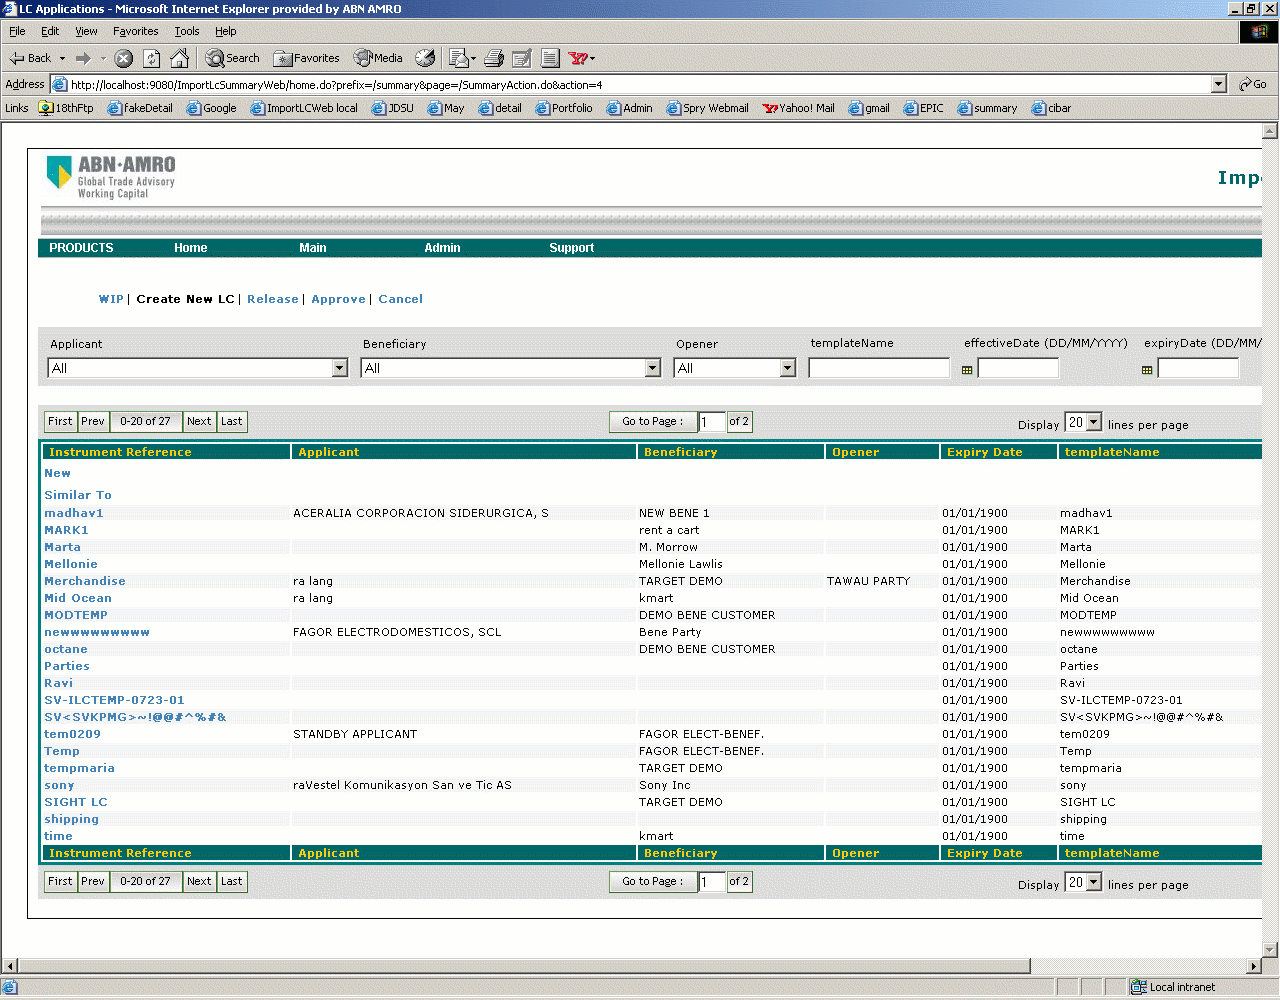 LC Applications - Microsoft Internet Explorer provided by ABN AMRO
File Edit View Favorites Tools Help
Back Search Favorites Media
Address http://localhost:9080/ImportLcSummaryWeb/home.do?prefix=/summary&page=/SummaryAction.do&action=4 Go
Links 18thFtp fakeDetail Google ImportLCWeb local JDSU May detail Portfolio Admin Spry Webmail Yahoo! Mail gmail EPIC summary cibar
ABN·AMRO
Global Trade Advisory
Working Capital
Impo
PRODUCTS Home Main Admin Support
WIP | Create New LC | Release | Approve | Cancel
Applicant Beneficiary Opener templateName effectiveDate (DD/MM/YYYY) expiryDate (DD/MM/
All All All
First Prev 0-20 of 27 Next Last Go to Page : 1 of 2 Display 20 lines per page
Instrument Reference Applicant Beneficiary Opener Expiry Date templateName
New
Similar To
madhav1 ACERALIA CORPORACION SIDERURGICA, S NEW BENE 1 01/01/1900 madhav1
MARK1 rent a cart 01/01/1900 MARK1
Marta M. Morrow 01/01/1900 Marta
Mellonie Mellonie Lawlis 01/01/1900 Mellonie
Merchandise ra lang TARGET DEMO TAWAU PARTY 01/01/1900 Merchandise
Mid Ocean ra lang kmart 01/01/1900 Mid Ocean
MODTEMP DEMO BENE CUSTOMER 01/01/1900 MODTEMP
newwwwwwwww FAGOR ELECTRODOMESTICOS, SCL Bene Party 01/01/1900 newwwwwwwww
octane DEMO BENE CUSTOMER 01/01/1900 octane
Parties 01/01/1900 Parties
Ravi 01/01/1900 Ravi
SV-ILCTEMP-0723-01 01/01/1900 SV-ILCTEMP-0723-01
SV<SVKPMG>~!@@#^%#& 01/01/1900 SV<SVKPMG>~!@@#^%#&
tem0209 STANDBY APPLICANT FAGOR ELECT-BENEF. 01/01/1900 tem0209
Temp FAGOR ELECT-BENEF. 01/01/1900 Temp
tempmaria TARGET DEMO 01/01/1900 tempmaria
sony raVestel Komunikasyon San ve Tic AS Sony Inc 01/01/1900 sony
SIGHT LC TARGET DEMO 01/01/1900 SIGHT LC
shipping 01/01/1900 shipping
time kmart 01/01/1900 time
Instrument Reference Applicant Beneficiary Opener Expiry Date templateName
First Prev 0-20 of 27 Next Last Go to Page : 1 of 2 Display 20 lines per page
Local intranet